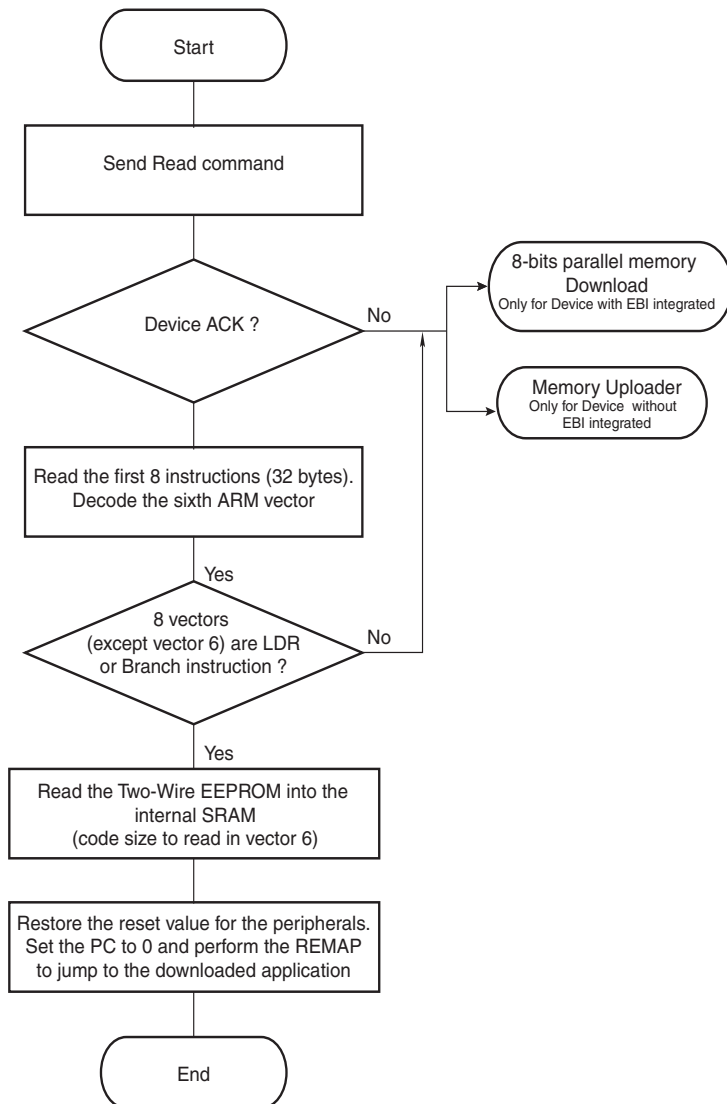 Start
Send Read command
Device ACK ?
No
8-bits parallel memory
Download
Only for Device with EBI integrated
Memory Uploader
Only for Device without
EBI integrated
Read the first 8 instructions (32 bytes).
Decode the sixth ARM vector
Yes
8 vectors
(except vector 6) are LDR
or Branch instruction ?
No
Yes
Read the Two-Wire EEPROM into the
internal SRAM
(code size to read in vector 6)
Restore the reset value for the peripherals.
Set the PC to 0 and perform the REMAP
to jump to the downloaded application
End